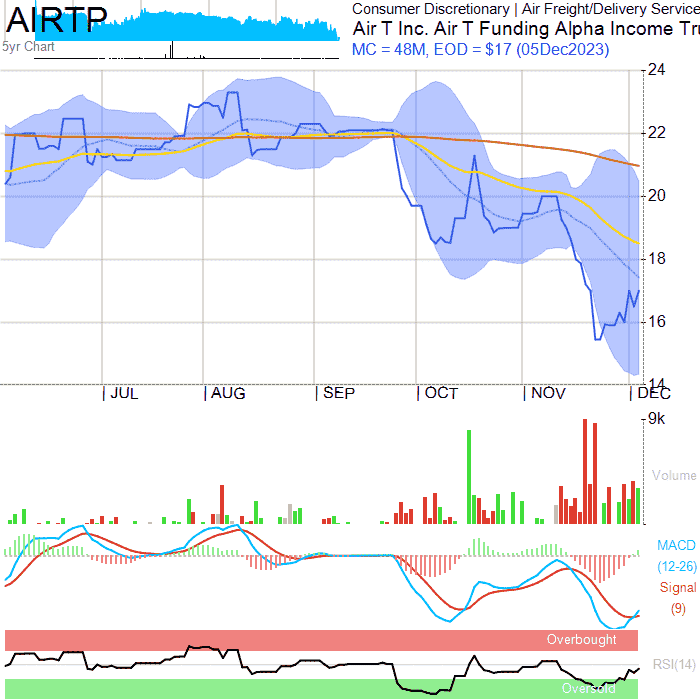 AIRTP
5yr Chart
Consumer Discretionary | Air Freight/Delivery Service
Air T Inc. Air T Funding Alpha Income Tr
MC = 48M, EOD = $17 (05Dec2023)
24
22
20
18
16
14
| JUL | AUG | SEP | OCT | NOV | DEC
9k
Volume
MACD
(12-26)
Signal
(9)
Overbought
RSI(14)
Oversold